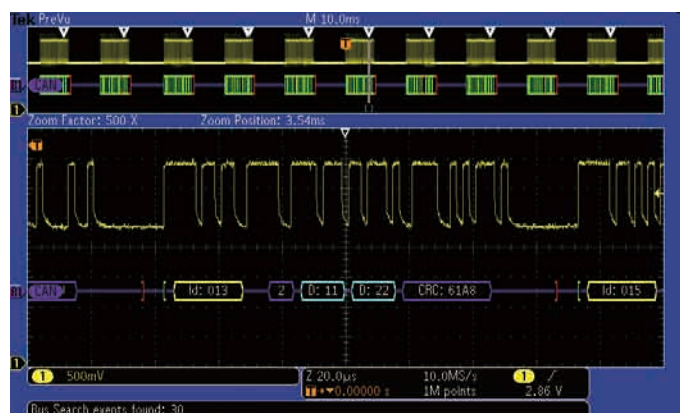 Tek PreVu M 10.0ms
T
B1 CAN
1
Zoom Factor: 500 X Zoom Position: 3.54ms
T
B1 CAN Id: 013 2 D: 11 D: 22 CRC: 61A8 Id: 015
1
1 500mV Z 20.0µs 10.0MS/s 1
0.00000 s 1M points 2.86 V
Bus Search events found: 30